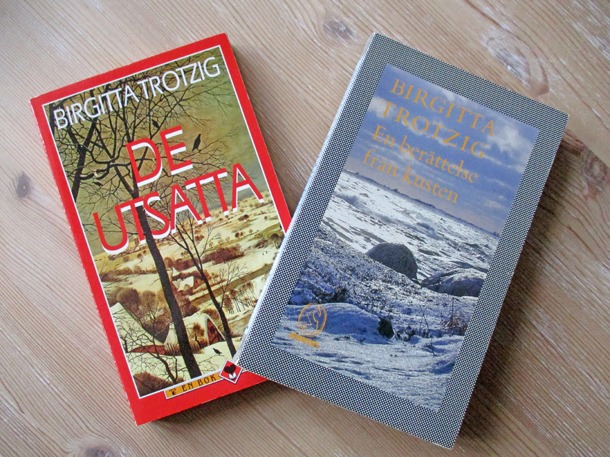 BIRGITTA TROTZIG
DE
UTSATTA
EN BOK
BIRGITTA
TROTZIG
En berättelse
från kusten